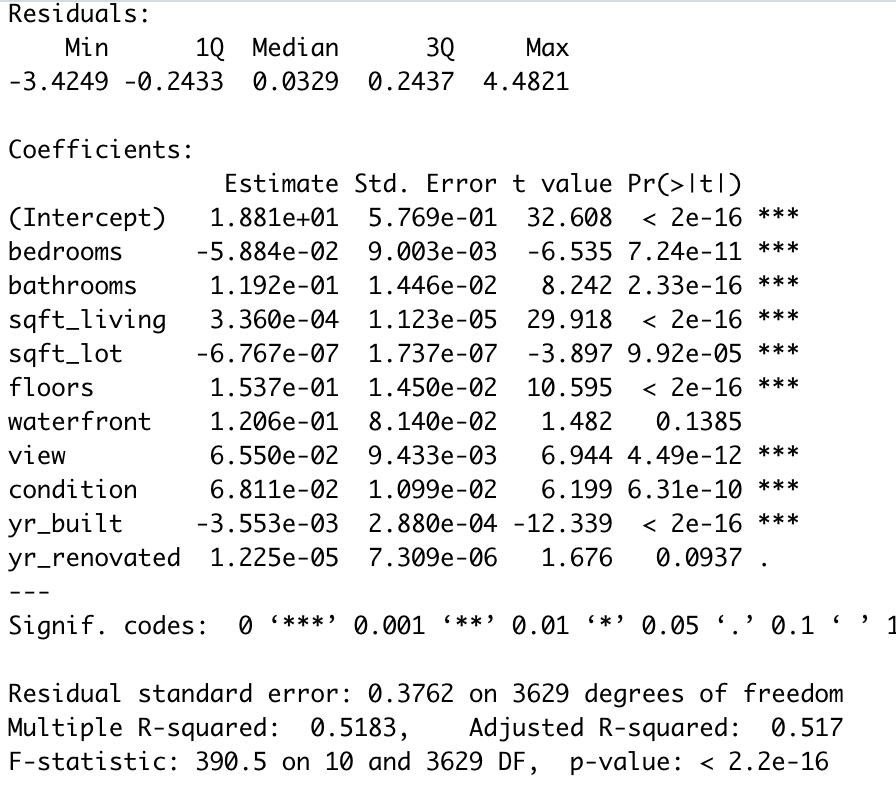 Residuals:
    Min      1Q  Median      3Q     Max
-3.4249 -0.2433  0.0329  0.2437  4.4821

Coefficients:
               Estimate Std. Error t value Pr(>|t|)
(Intercept)   1.881e+01  5.769e-01  32.608  < 2e-16 ***
bedrooms     -5.884e-02  9.003e-03  -6.535 7.24e-11 ***
bathrooms     1.192e-01  1.446e-02   8.242 2.33e-16 ***
sqft_living   3.360e-04  1.123e-05  29.918  < 2e-16 ***
sqft_lot     -6.767e-07  1.737e-07  -3.897 9.92e-05 ***
floors        1.537e-01  1.450e-02  10.595  < 2e-16 ***
waterfront    1.206e-01  8.140e-02   1.482   0.1385
view          6.550e-02  9.433e-03   6.944 4.49e-12 ***
condition     6.811e-02  1.099e-02   6.199 6.31e-10 ***
yr_built     -3.553e-03  2.880e-04 -12.339  < 2e-16 ***
yr_renovated  1.225e-05  7.309e-06   1.676   0.0937 .
---
Signif. codes:  0 ‘***’ 0.001 ‘**’ 0.01 ‘*’ 0.05 ‘.’ 0.1 ‘ ’ 1

Residual standard error: 0.3762 on 3629 degrees of freedom
Multiple R-squared:  0.5183,    Adjusted R-squared:  0.517
F-statistic: 390.5 on 10 and 3629 DF,  p-value: < 2.2e-16